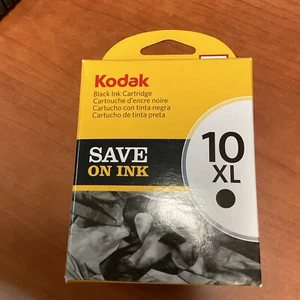 Kodak
Black Ink Cartridge
Cartouche d'encre noire
Cartucho con tinta negra
Cartucho de tinta preta
SAVE
ON INK
10
XL